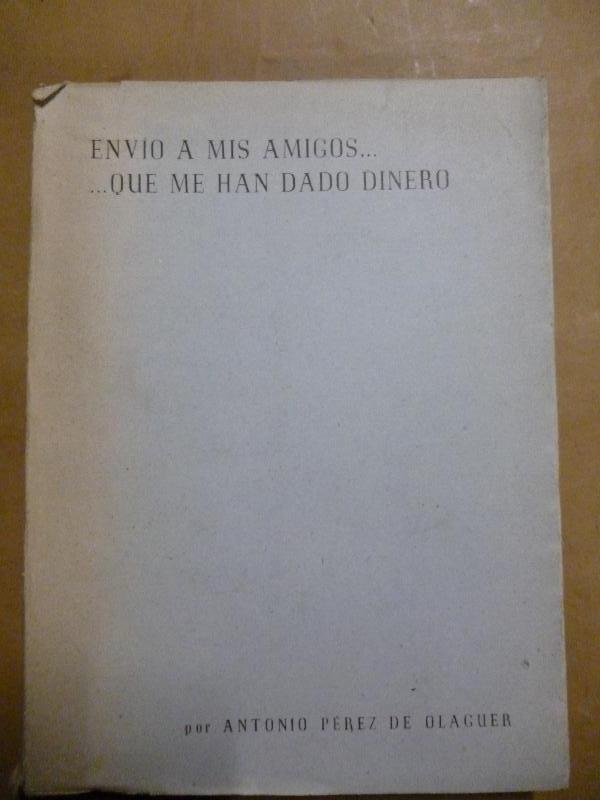 ENVIO A MIS AMIGOS...
...QUE ME HAN DADO DINERO
por ANTONIO PÉREZ DE OLAGUER